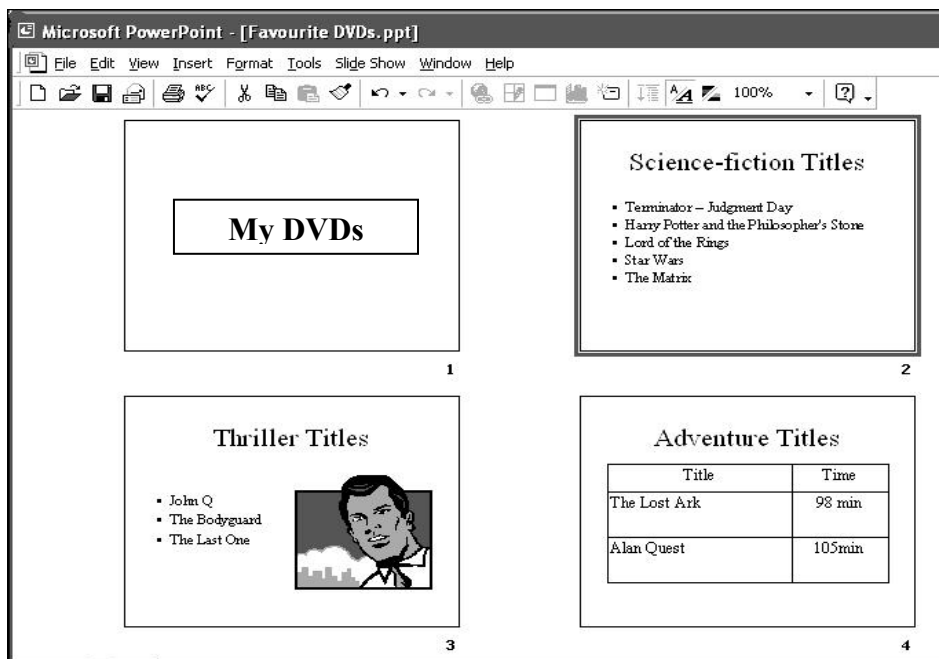 Microsoft PowerPoint - [Favourite DVDs.ppt]
File Edit View Insert Format Tools Slide Show Window Help
ABC 100%
My DVDs
1
Science-fiction Titles
▪ Terminator – Judgment Day
▪ Harry Potter and the Philosopher's Stone
▪ Lord of the Rings
▪ Star Wars
▪ The Matrix
2
Thriller Titles
▪ John Q
▪ The Bodyguard
▪ The Last One
3
Adventure Titles
Title Time
The Lost Ark 98 min
Alan Quest 105min
4